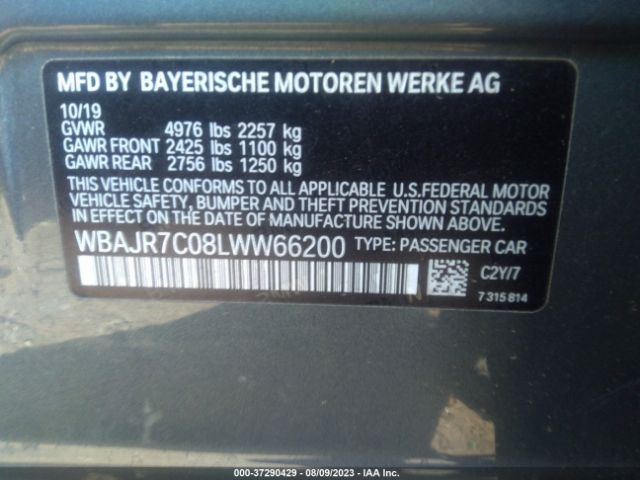 MFD BY BAYERISCHE MOTOREN WERKE AG
10/19
GVWR 4976 lbs 2257 kg
GAWR FRONT 2425 lbs 1100 kg
GAWR REAR 2756 lbs 1250 kg
THIS VEHICLE CONFORMS TO ALL APPLICABLE U.S.FEDERAL MOTOR
VEHICLE SAFETY, BUMPER, AND THEFT PREVENTION STANDARDS
IN EFFECT ON THE DATE OF MANUFACTURE SHOWN ABOVE.
WBAJR7C08LWW66200 TYPE: PASSENGER CAR
C2Y/7
7 315 814
000-37290429 - 08/09/2023 - IAA Inc.